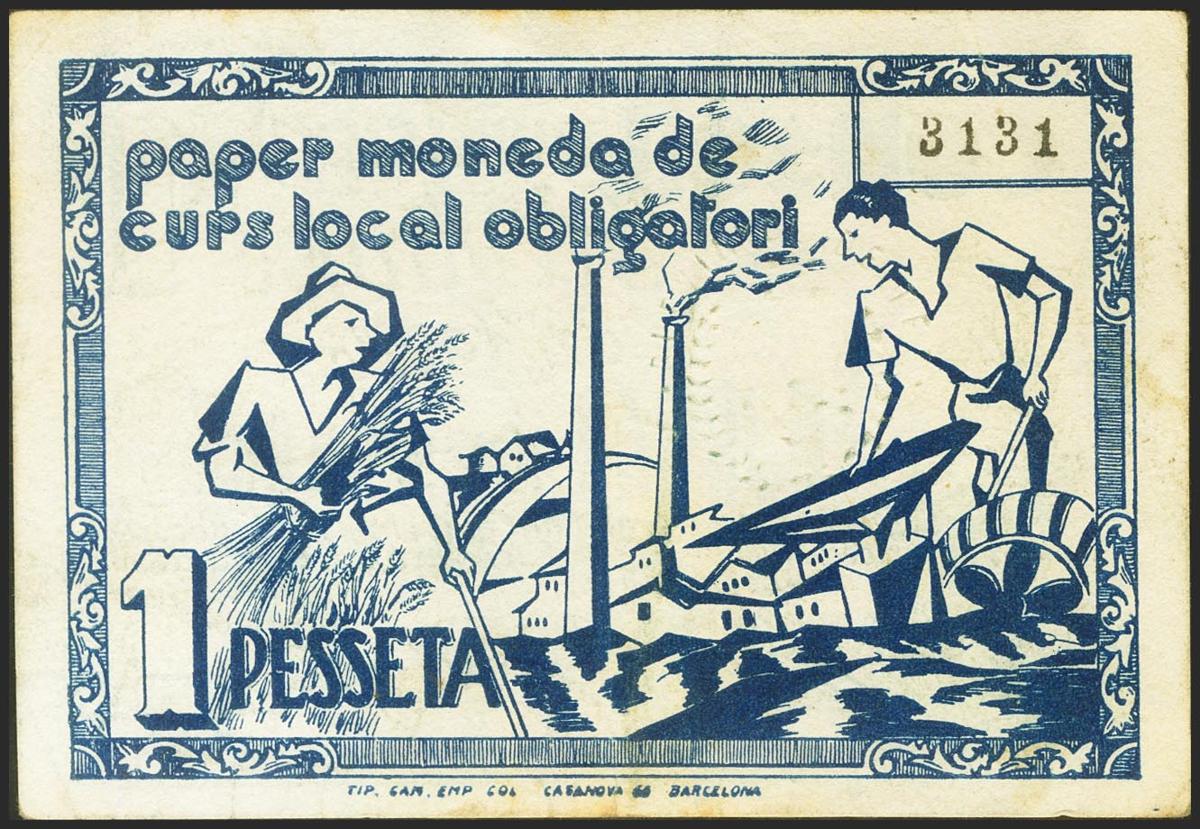 paper moneda de
curs local obligatori
3131
1 PESSETA
TIP. GAM. EMP COL CASANOVA 66 BARCELONA